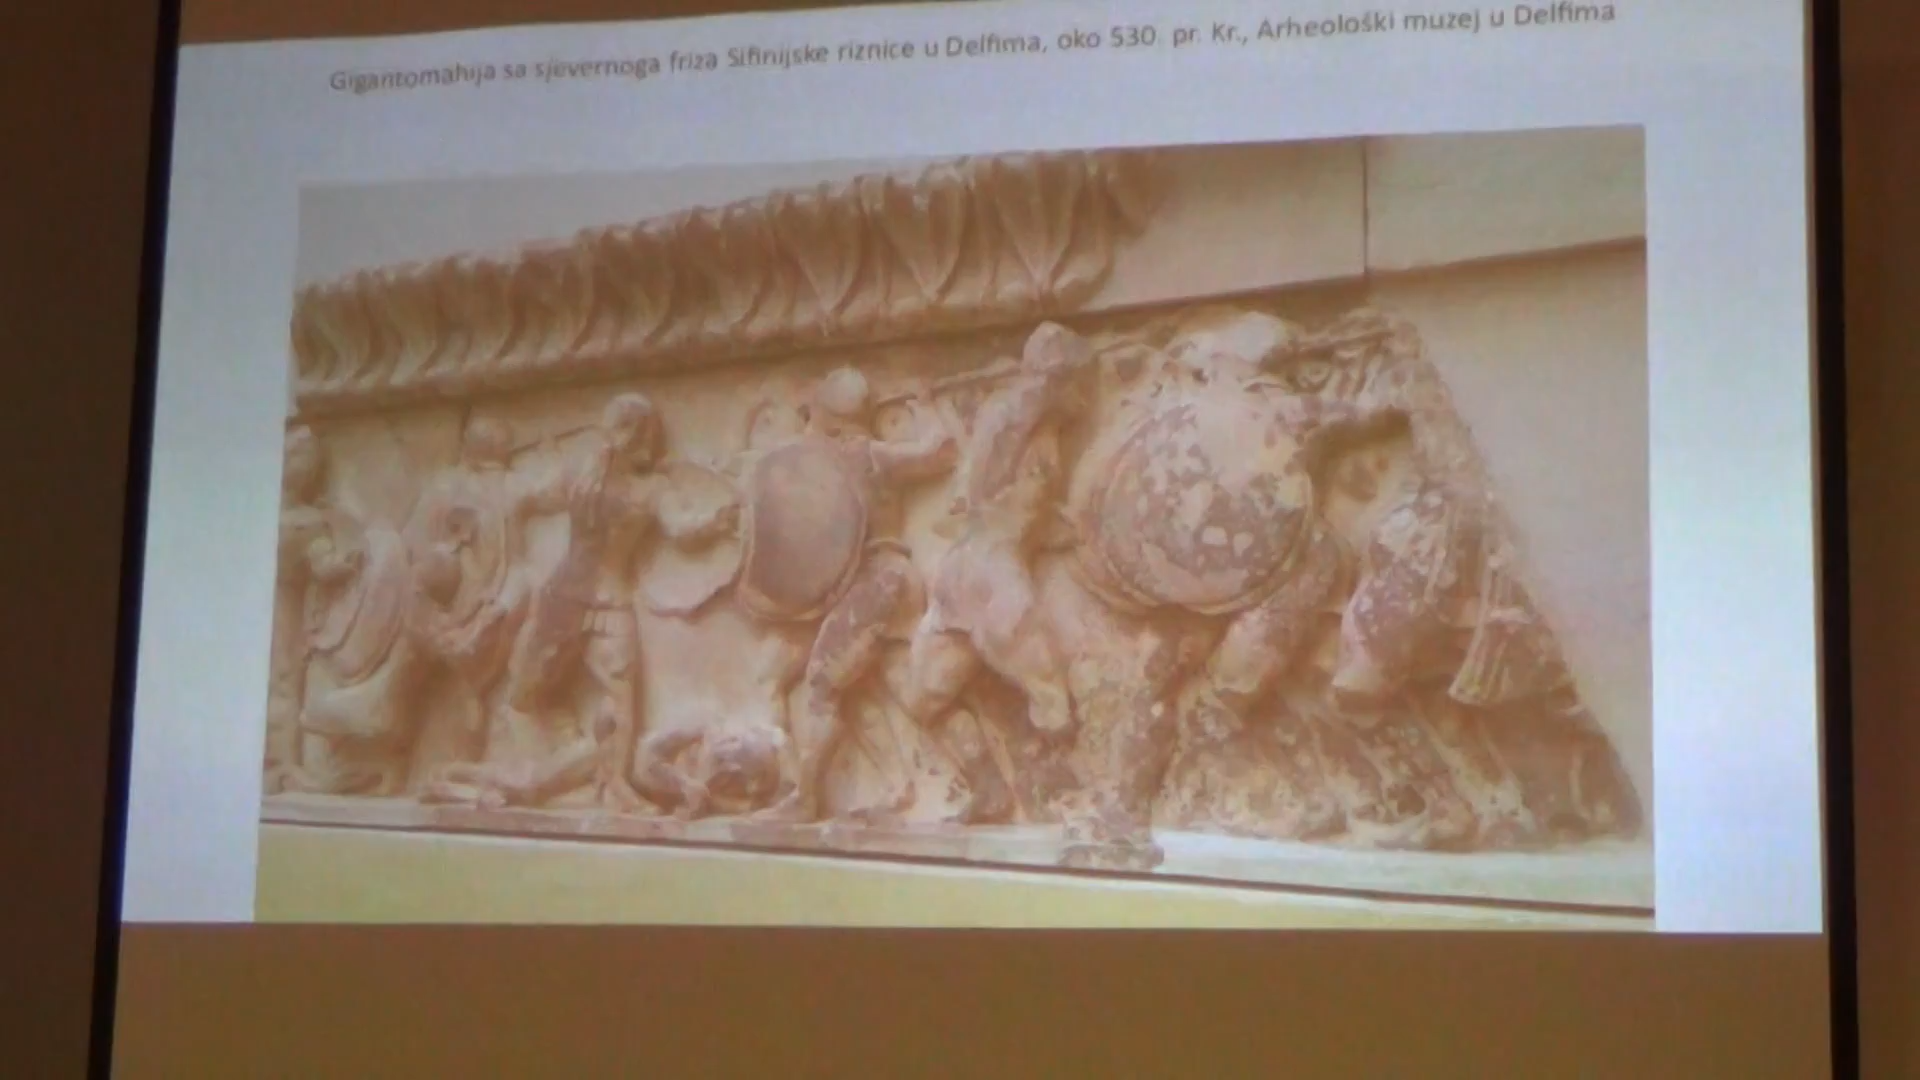 Gigantomahija sa sjevernoga friza Sifinijske riznice u Delfima, oko 530. pr. Kr., Arheološki muzej u Delfima